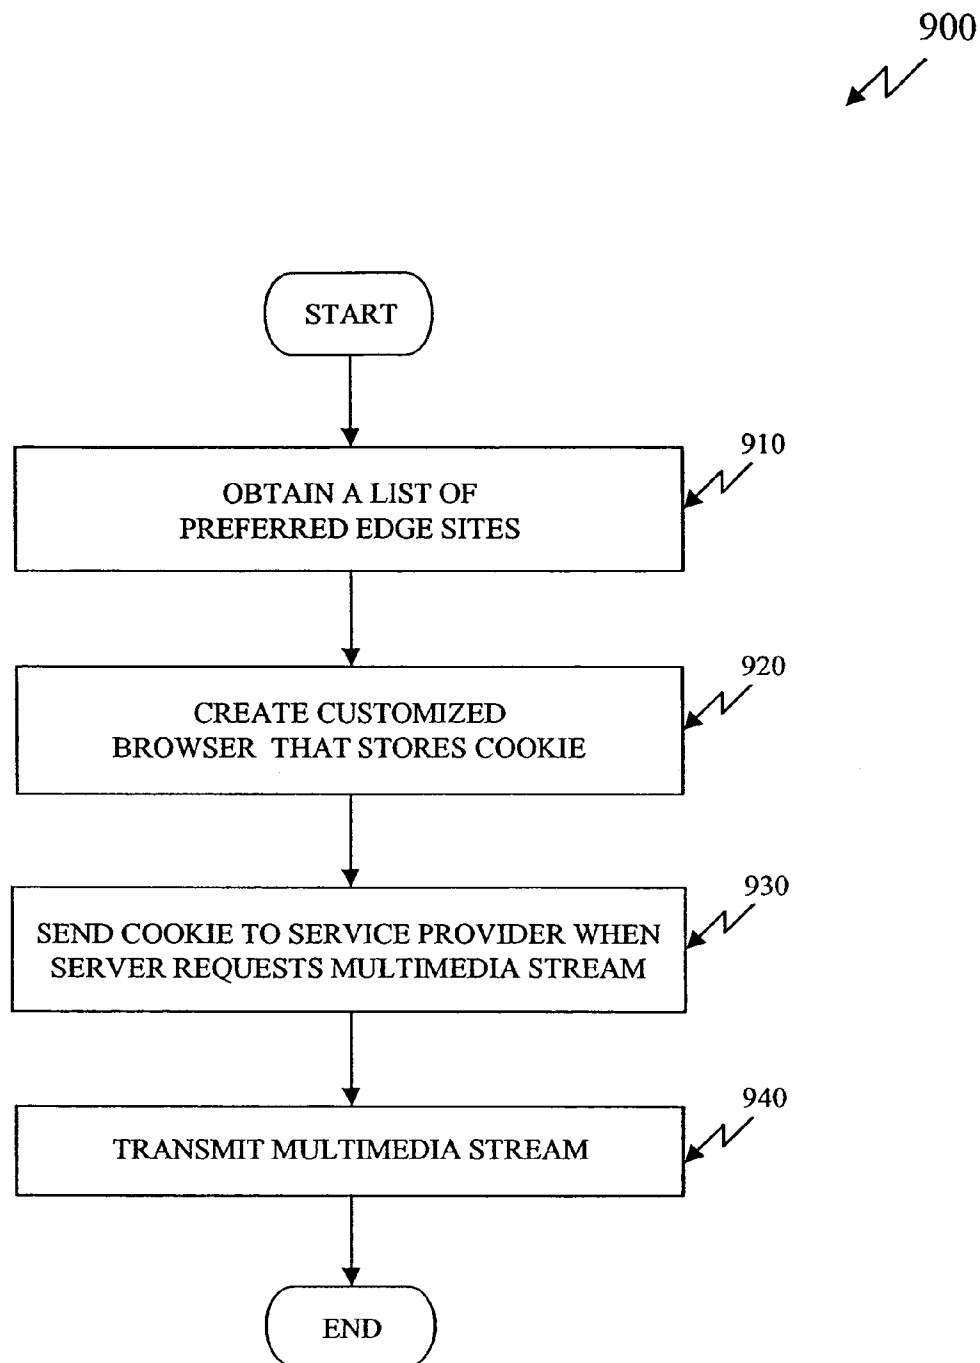 900
START
910
OBTAIN A LIST OF
PREFERRED EDGE SITES
920
CREATE CUSTOMIZED
BROWSER THAT STORES COOKIE
930
SEND COOKIE TO SERVICE PROVIDER WHEN
SERVER REQUESTS MULTIMEDIA STREAM
940
TRANSMIT MULTIMEDIA STREAM
END